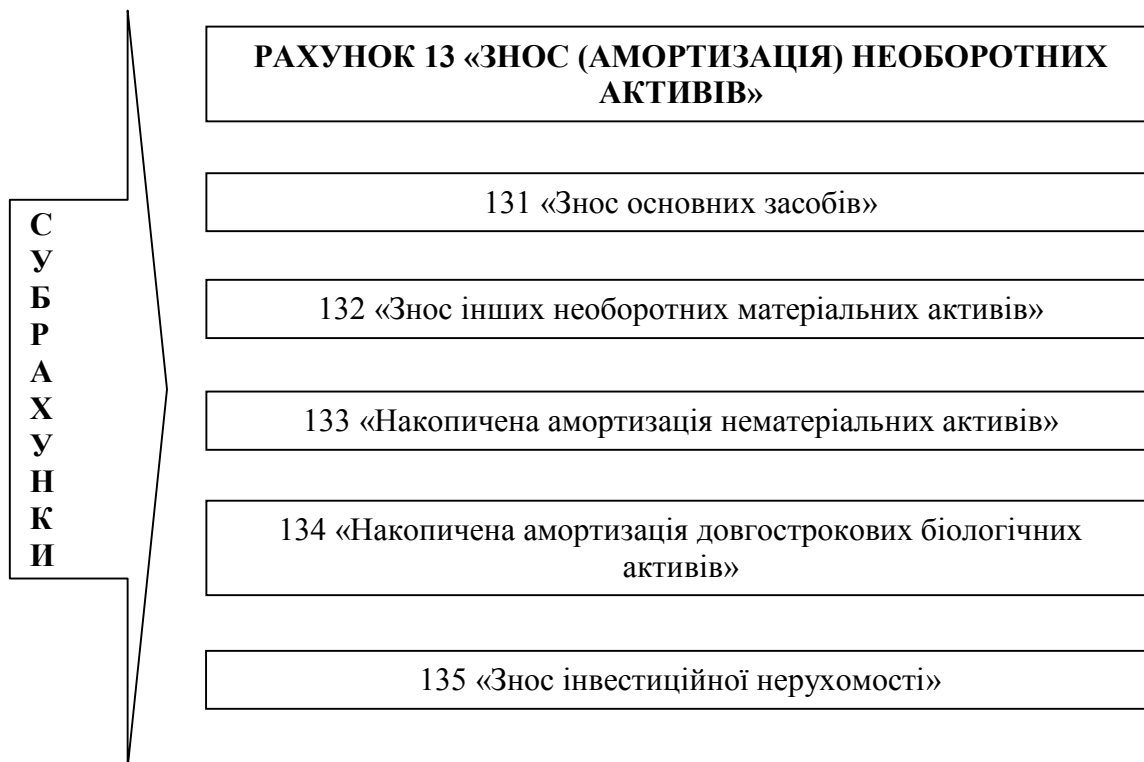 РАХУНОК 13 «ЗНОС (АМОРТИЗАЦІЯ) НЕОБОРОТНИХ
АКТИВІВ»
СУБРАХУНКИ
131 «Знос основних засобів»
132 «Знос інших необоротних матеріальних активів»
133 «Накопичена амортизація нематеріальних активів»
134 «Накопичена амортизація довгострокових біологічних
активів»
135 «Знос інвестиційної нерухомості»